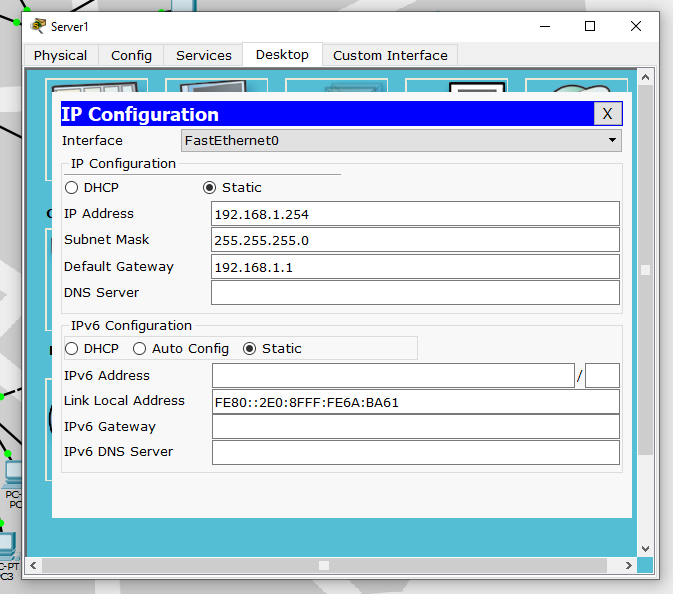 Server1
Physical Config Services Desktop Custom Interface
IP Configuration X
Interface FastEthernet0
IP Configuration
DHCP Static
IP Address 192.168.1.254
Subnet Mask 255.255.255.0
Default Gateway 192.168.1.1
DNS Server
IPv6 Configuration
DHCP Auto Config Static
IPv6 Address /
Link Local Address FE80::2E0:8FFF:FE6A:BA61
IPv6 Gateway
IPv6 DNS Server
PC-
PC
C-PT
C3